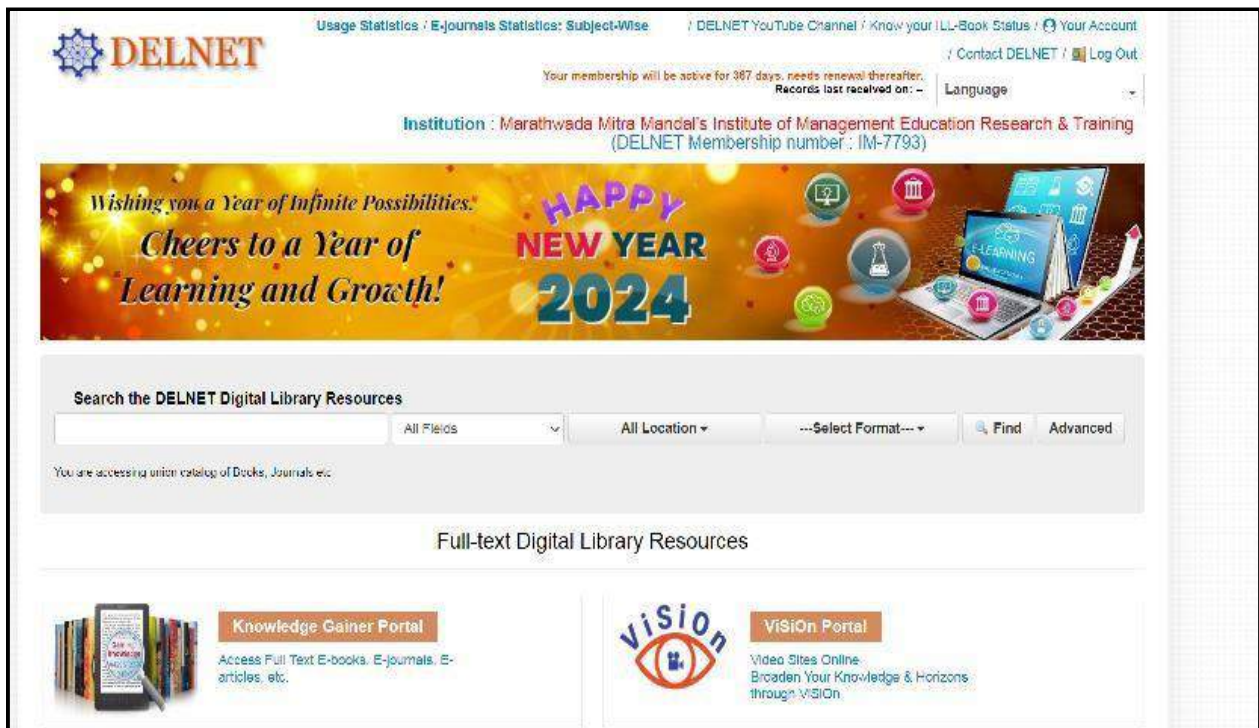 Usage Statistics / E-journals Statistics: Subject-Wise / DELNET YouTube Channel / Know your ILL-Book Status / Your Account
DELNET
/ Contact DELNET / Log Out
Your membership will be active for 367 days, needs renewal thereafter.
Records last received on: –
Language
Institution : Marathwada Mitra Mandal's Institute of Management Education Research & Training
(DELNET Membership number : IM-7793)
Wishing you a Year of Infinite Possibilities.
Cheers to a Year of
Learning and Growth!
HAPPY
NEW YEAR
2024
E-LEARNING
Search the DELNET Digital Library Resources
All Fields All Location ---Select Format--- Find Advanced
You are accessing union catalog of Books, Journals etc
Full-text Digital Library Resources
Knowledge Gainer Portal
Access Full Text E-books, E-journals, E-
articles, etc.
ViSiOn
ViSiOn Portal
Video Sites Online
Broaden Your Knowledge & Horizons
through ViSiOn